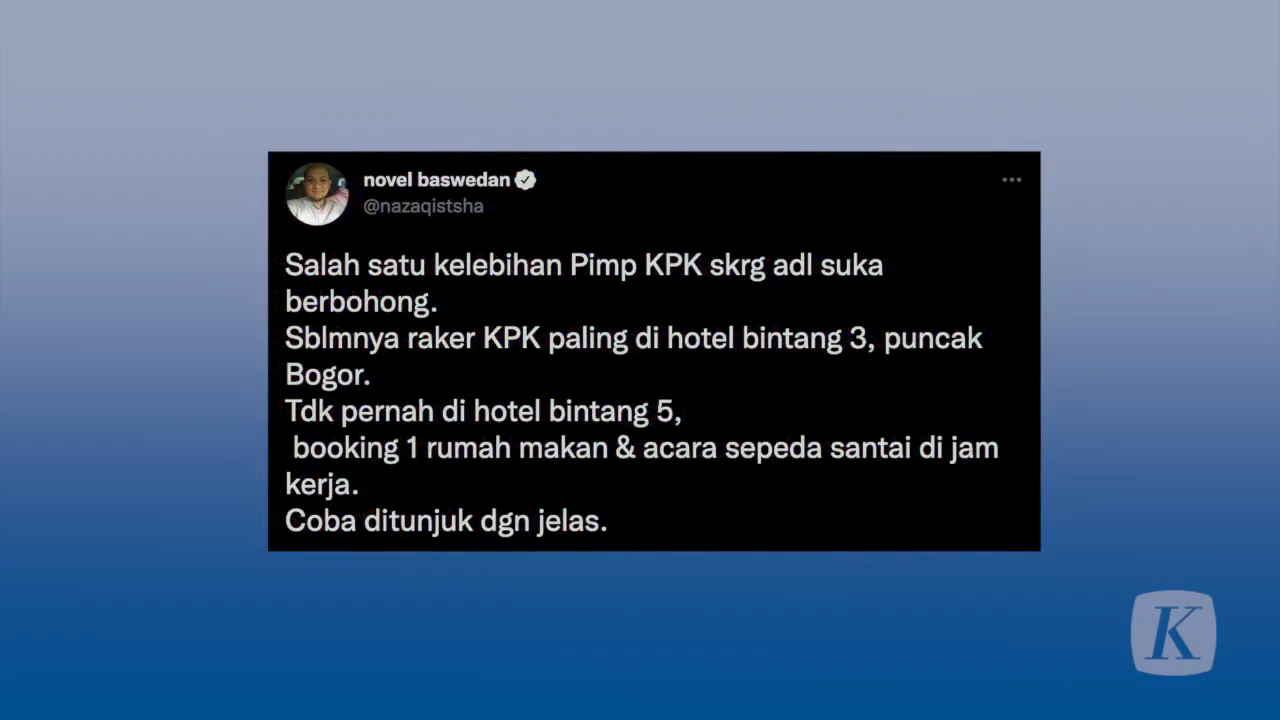 novel baswedan
@nazaqistsha
Salah satu kelebihan Pimp KPK skrg adl suka
berbohong.
Sblmnya raker KPK paling di hotel bintang 3, puncak
Bogor.
Tdk pernah di hotel bintang 5,
booking 1 rumah makan & acara sepeda santai di jam
kerja.
Coba ditunjuk dgn jelas.
K